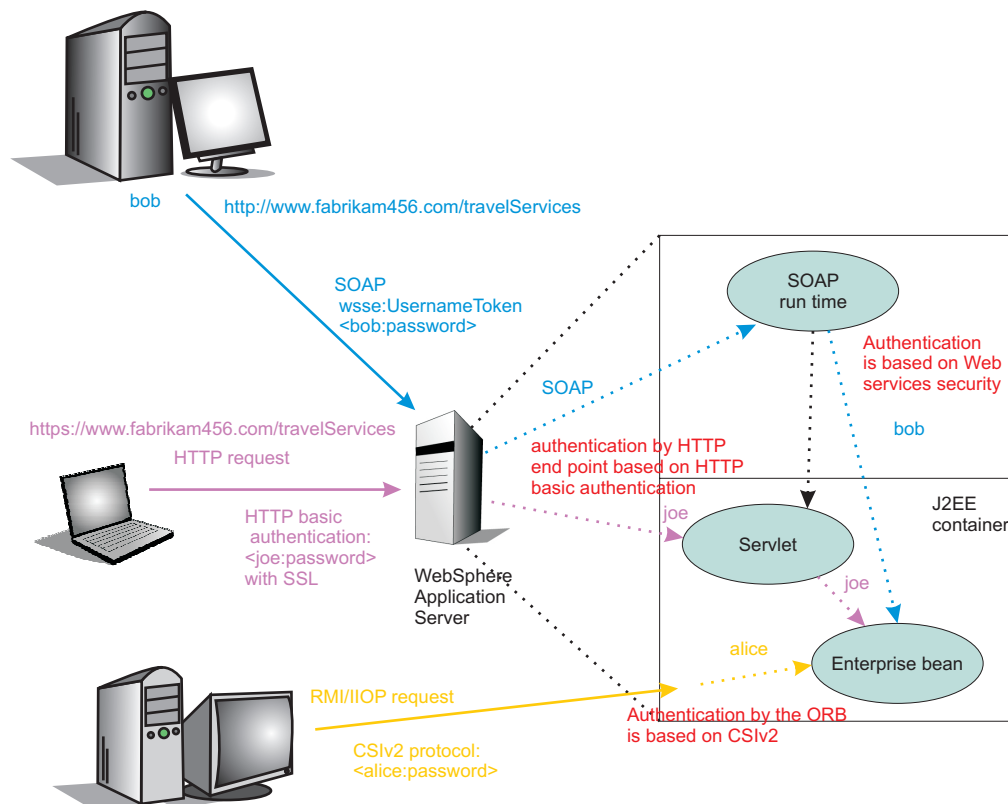 bob
http://www.fabrikam456.com/travelServices
SOAP
wsse:UsernameToken
<bob:password>
SOAP
run time
Authentication
is based on Web
services security
SOAP
bob
https://www.fabrikam456.com/travelServices
HTTP request
authentication by HTTP
end point based on HTTP
basic authentication
HTTP basic
authentication:
<joe:password>
with SSL
joe
J2EE
container
Servlet
WebSphere
Application
Server
joe
alice
Enterprise bean
RMI/IIOP request
Authentication by the ORB
is based on CSIv2
CSIv2 protocol:
<alice:password>